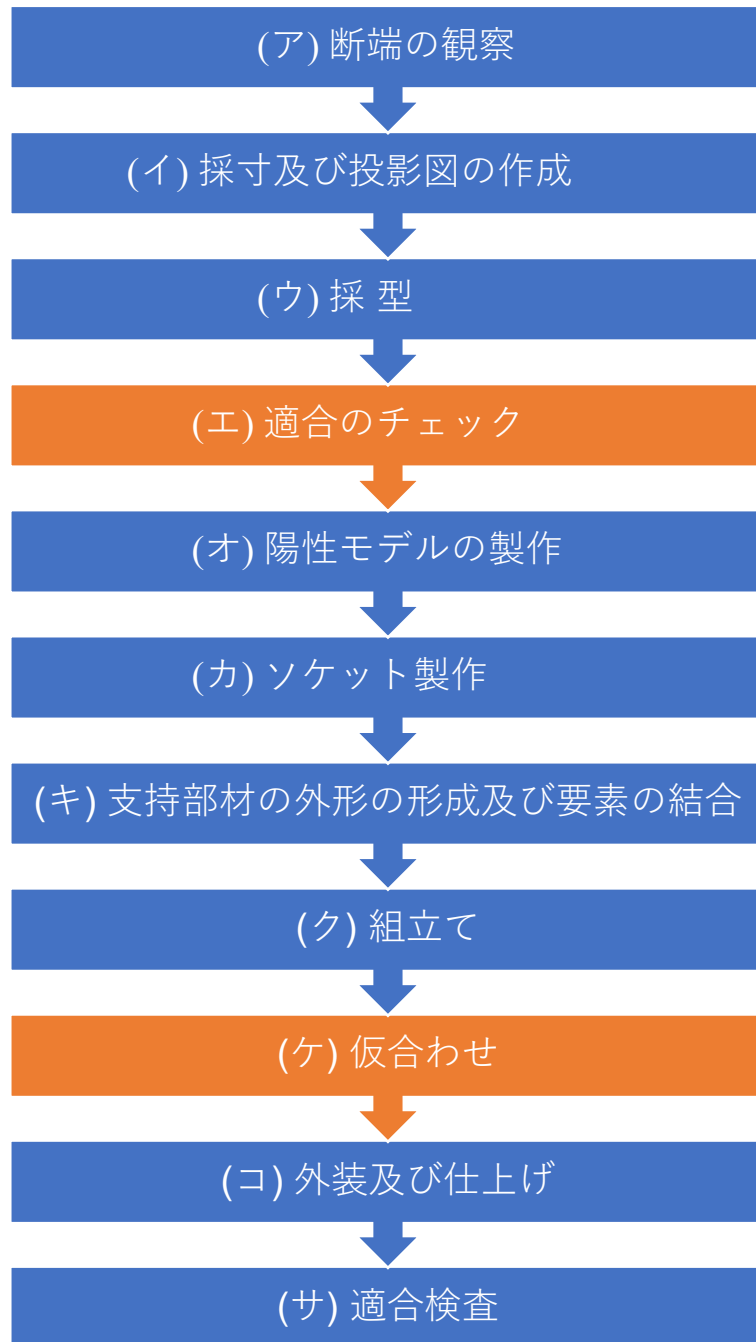 (ア) 断端の観察
(イ) 採寸及び投影図の作成
(ウ) 採 型
(エ) 適合のチェック
(オ) 陽性モデルの製作
(カ) ソケット製作
(キ) 支持部材の外形の形成及び要素の結合
(ク) 組立て
(ケ) 仮合わせ
(コ) 外装及び仕上げ
(サ) 適合検査